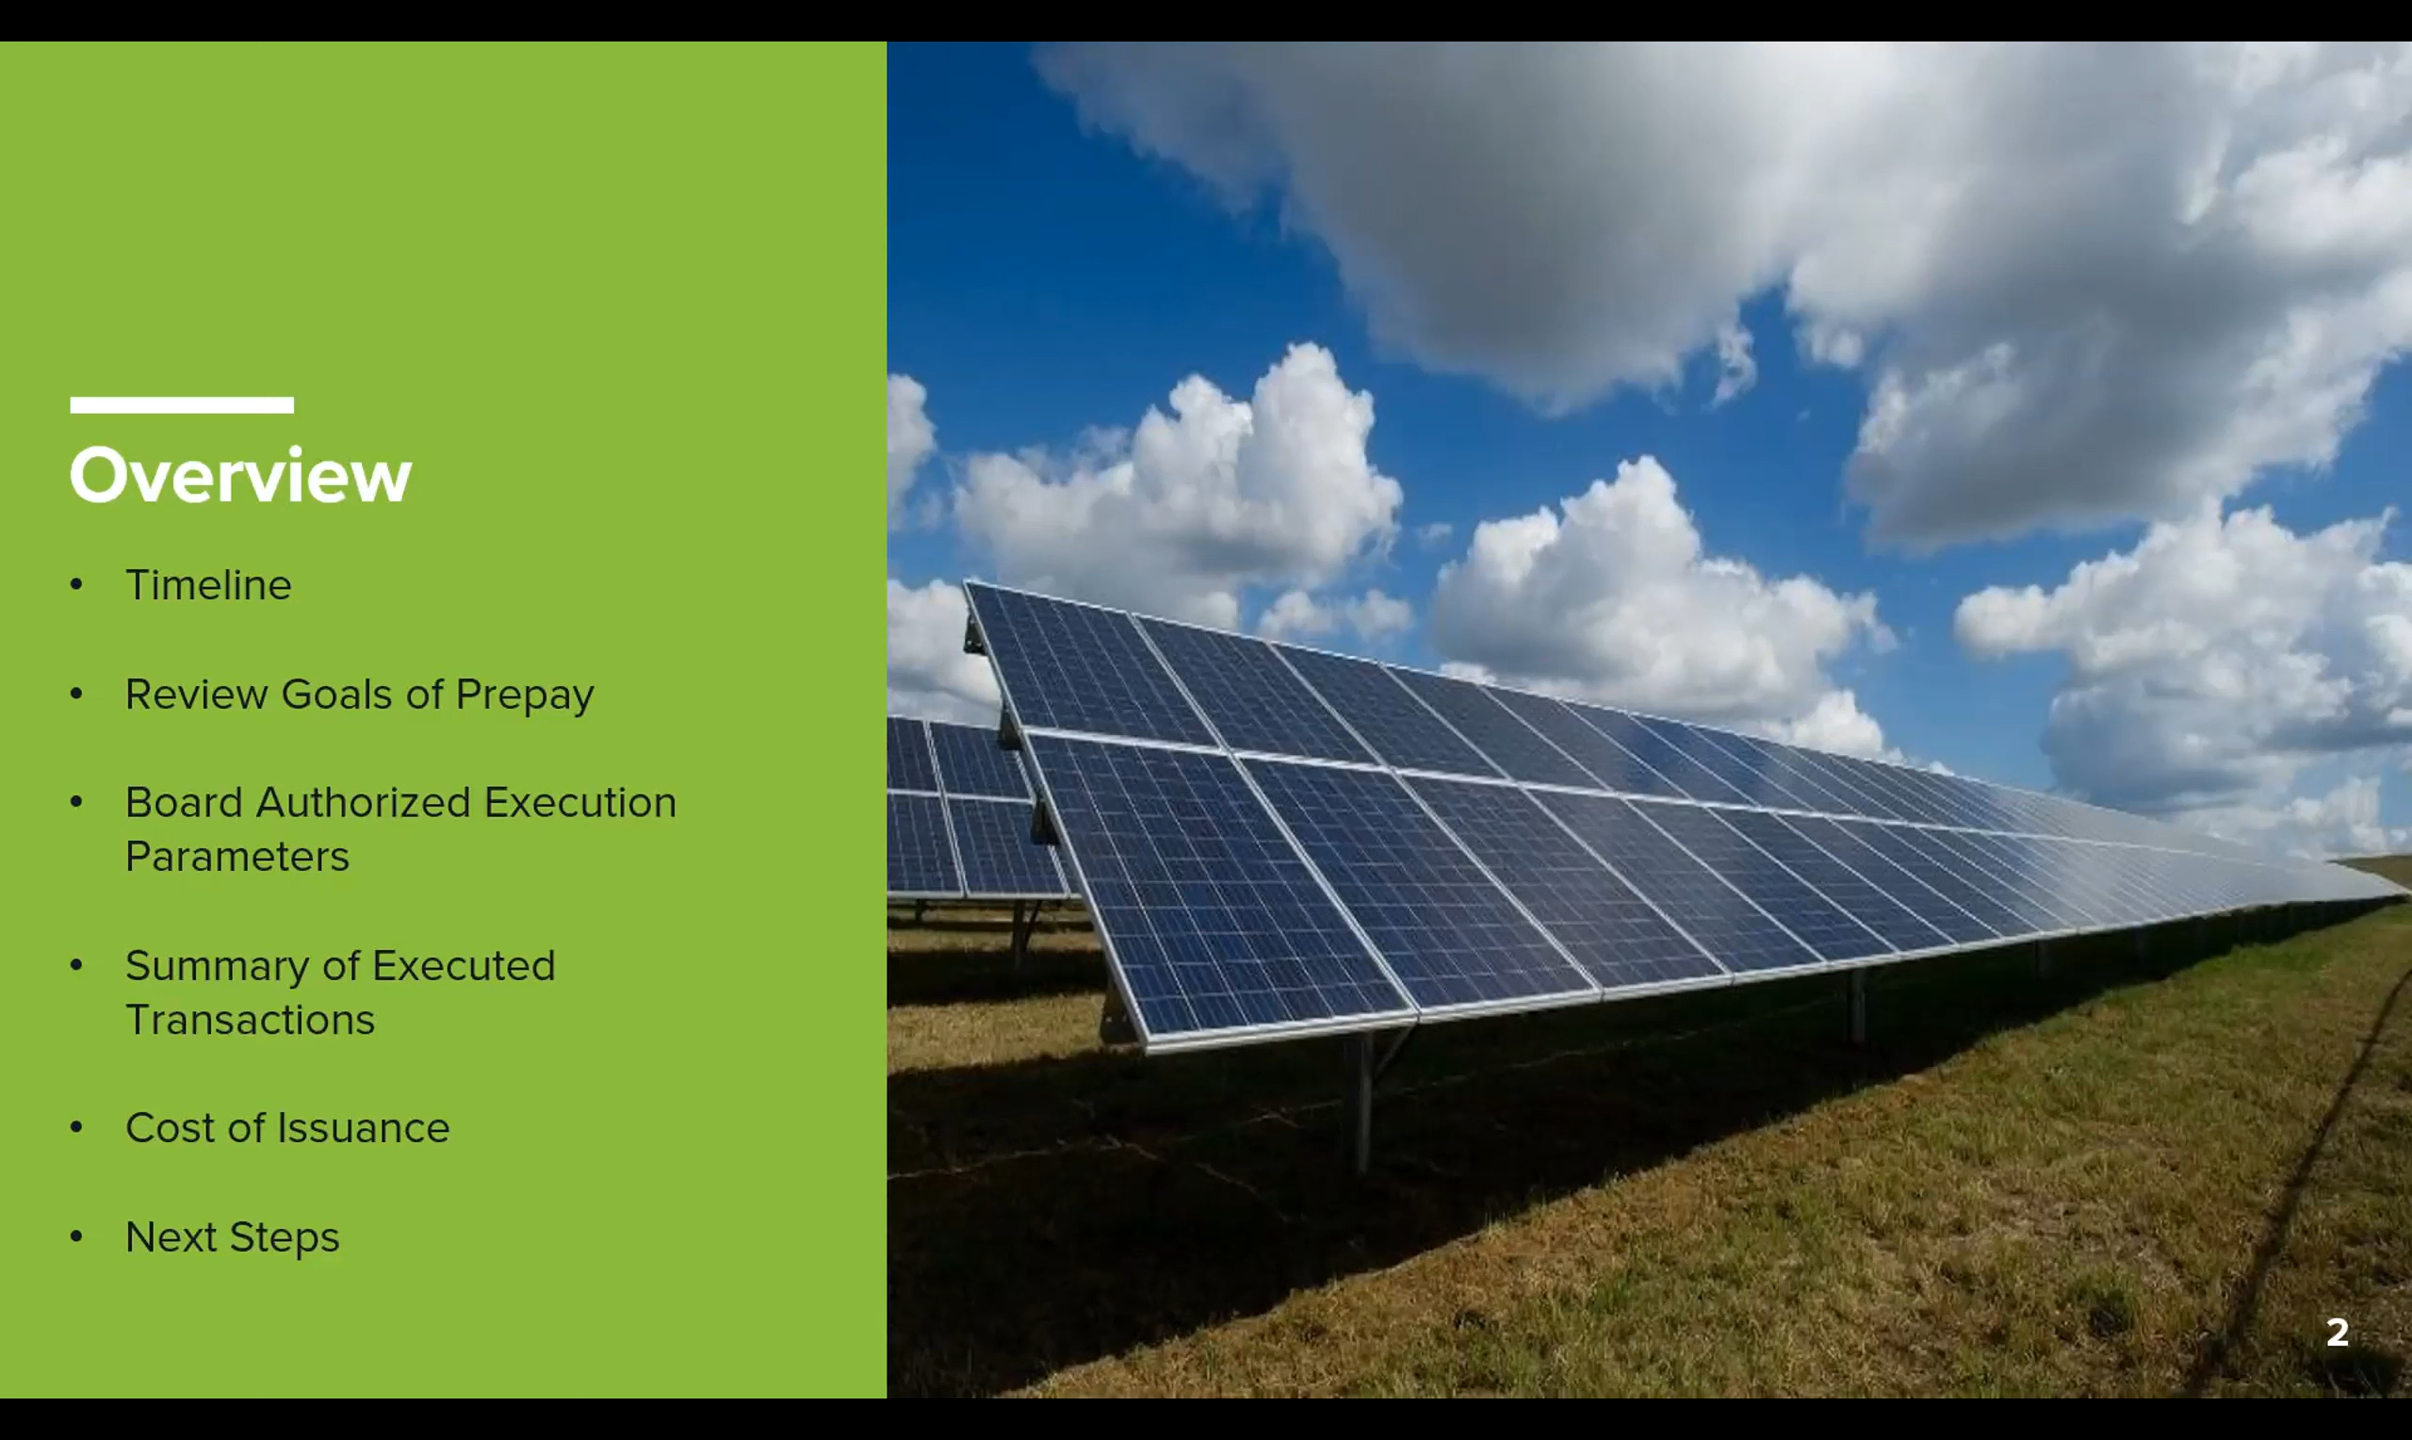 Overview
• Timeline
• Review Goals of Prepay
• Board Authorized Execution
Parameters
• Summary of Executed
Transactions
• Cost of Issuance
• Next Steps
2